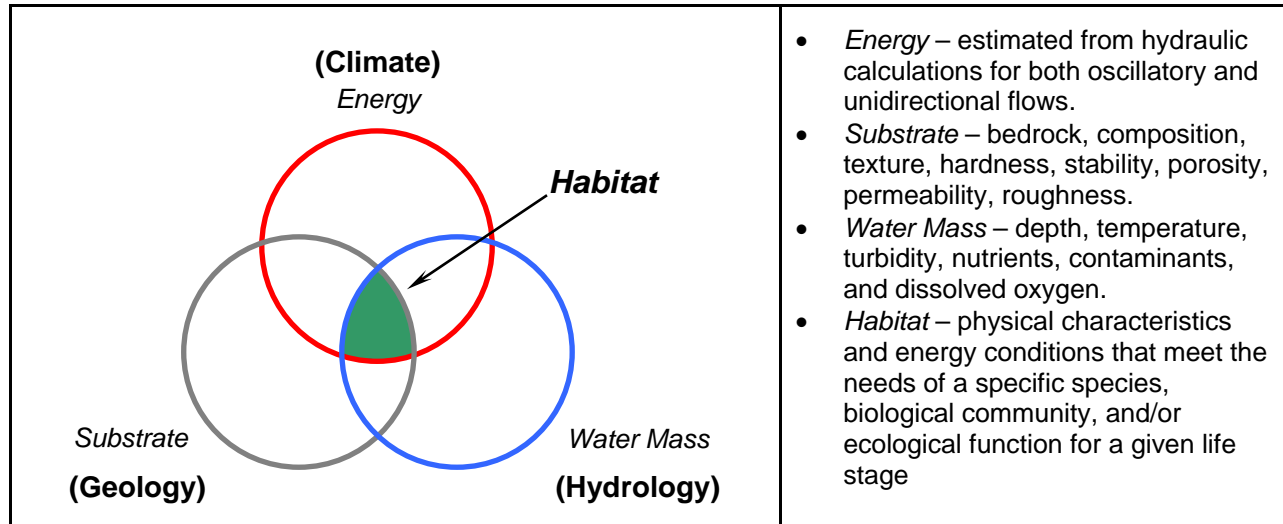 (Climate)
Energy
Habitat
Substrate
(Geology)
Water Mass
(Hydrology)
• Energy – estimated from hydraulic
calculations for both oscillatory and
unidirectional flows.
• Substrate – bedrock, composition,
texture, hardness, stability, porosity,
permeability, roughness.
• Water Mass – depth, temperature,
turbidity, nutrients, contaminants,
and dissolved oxygen.
• Habitat – physical characteristics
and energy conditions that meet the
needs of a specific species,
biological community, and/or
ecological function for a given life
stage